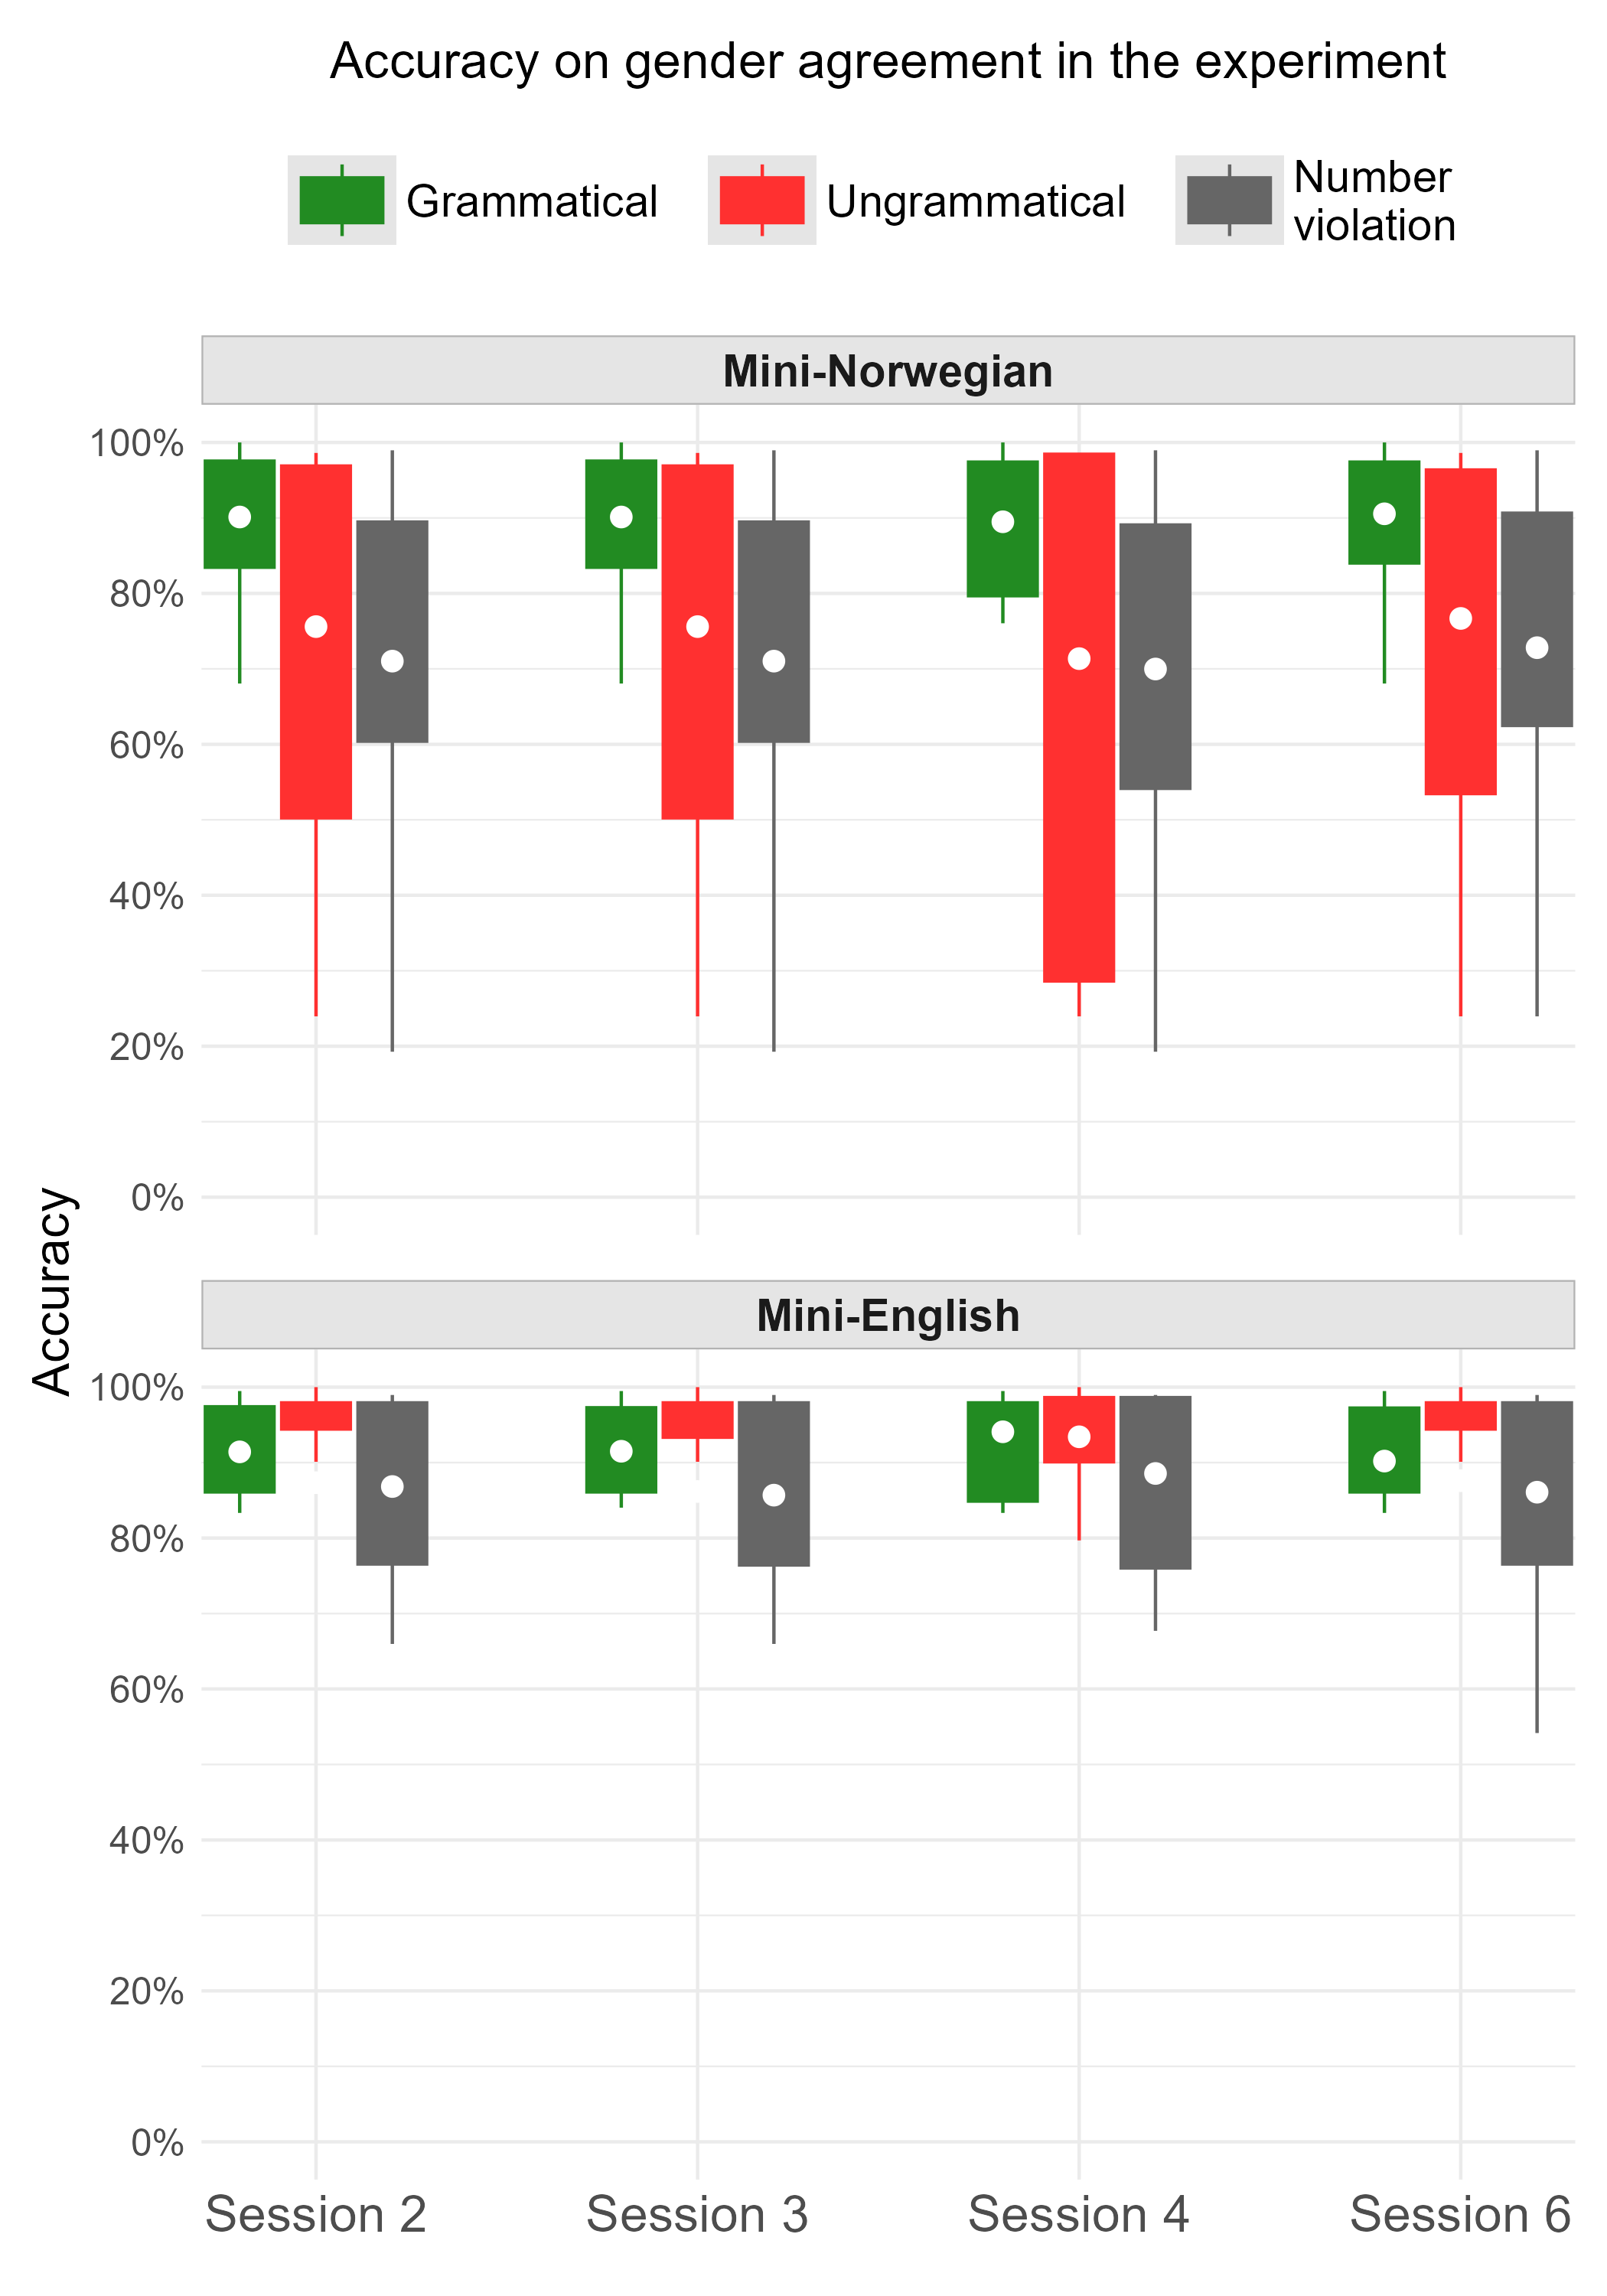 Accuracy on gender agreement in the experiment
Grammatical
Ungrammatical
Number
violation
Mini-Norwegian
100%
80%
60%
40%
20%
0%
Accuracy
Mini-English
100%
80%
60%
40%
20%
0%
Session 2
Session 3
Session 4
Session 6